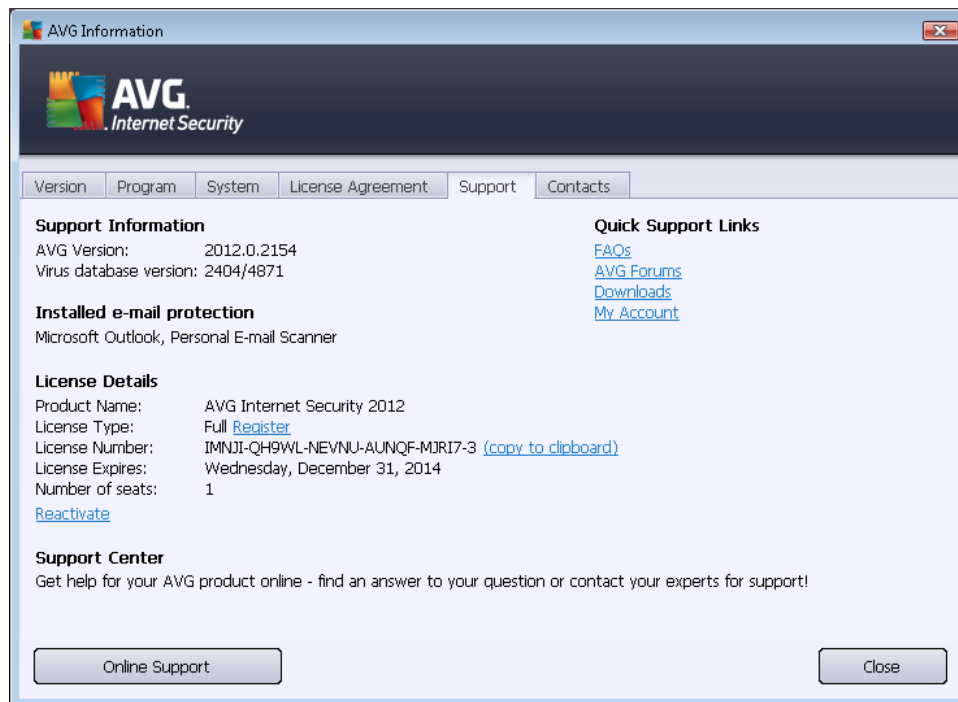 AVG Information
AVG.
Internet Security
Version Program System License Agreement Support Contacts
Support Information
AVG Version: 2012.0.2154
Virus database version: 2404/4871
Installed e-mail protection
Microsoft Outlook, Personal E-mail Scanner
License Details
Product Name: AVG Internet Security 2012
License Type: Full Register
License Number: IMNJI-QH9WL-NEVNU-AUNQF-MJRI7-3 (copy to clipboard)
License Expires: Wednesday, December 31, 2014
Number of seats: 1
Reactivate
Support Center
Get help for your AVG product online - find an answer to your question or contact your experts for support!
Quick Support Links
FAQs
AVG Forums
Downloads
My Account
Online Support
Close